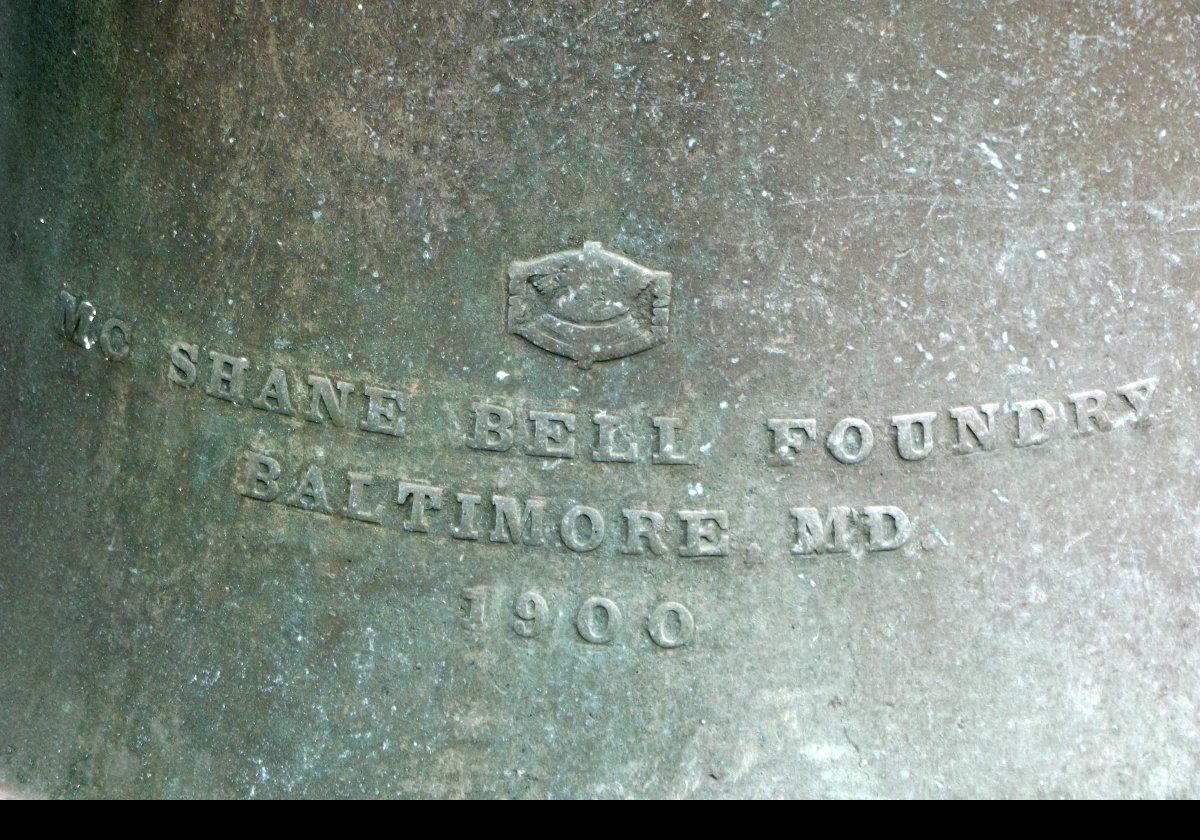 MC SHANE BELL FOUNDRY
BALTIMORE. MD.
1900